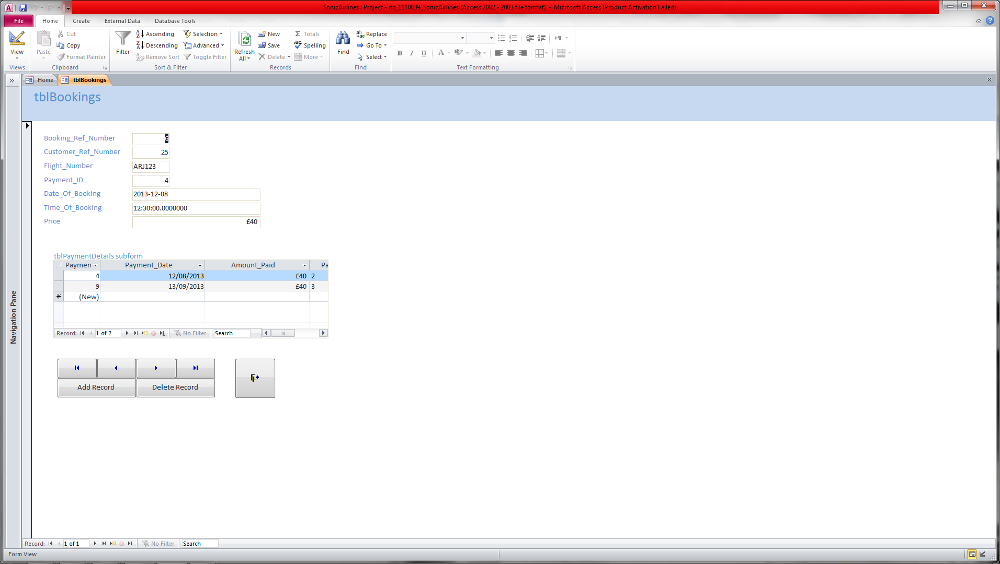 SonicAirlines : Project - db_1110039_SonicAirlines (Access 2002 - 2003 file format) - Microsoft Access (Product Activation Failed)
File Home Create External Data Database Tools
View
Views
Paste
Cut
Copy
Format Painter
Clipboard
Filter
Ascending
Descending
Remove Sort
Selection
Advanced
Toggle Filter
Sort & Filter
Refresh
All
New
Save
Delete
Totals
Spelling
More
Records
Find
Replace
Go To
Select
Find
B I U A
Text Formatting
Home tblBookings
tblBookings
Navigation Pane
Booking_Ref_Number 6
Customer_Ref_Number 25
Flight_Number ARJ123
Payment_ID 4
Date_Of_Booking 2013-12-08
Time_Of_Booking 12:30:00.0000000
Price £40
tblPaymentDetails subform
Paymen Payment_Date Amount_Paid Pa
4 12/08/2013 £40 2
9 13/09/2013 £40 3
(New)
Record: 1 of 2 No Filter Search
Add Record Delete Record
Record: 1 of 1 No Filter Search
Form View